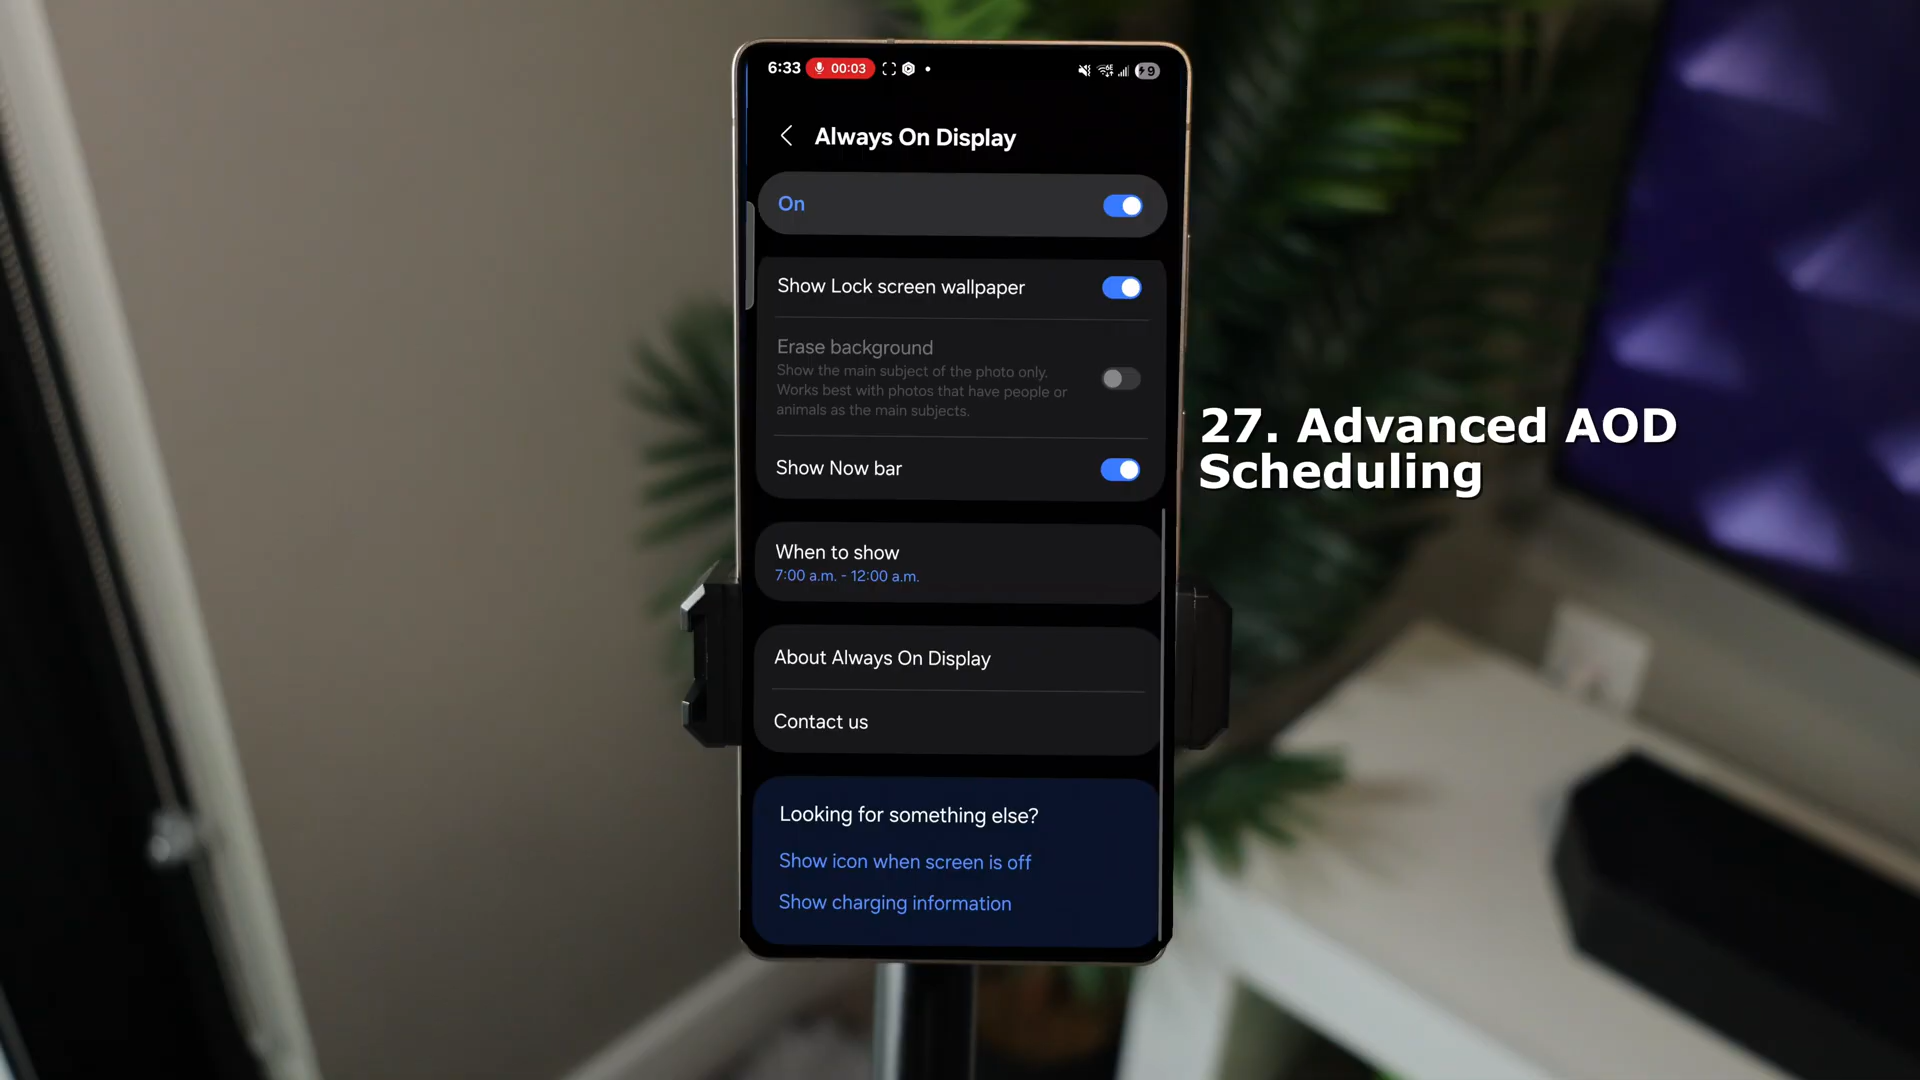 6:33 00:03 9
Always On Display
On
Show Lock screen wallpaper
Erase background
Show the main subject of the photo only.
Works best with photos that have people or
animals as the main subjects.
Show Now bar
When to show
7:00 a.m. - 12:00 a.m.
About Always On Display
Contact us
Looking for something else?
Show icon when screen is off
Show charging information
27. Advanced AOD
Scheduling